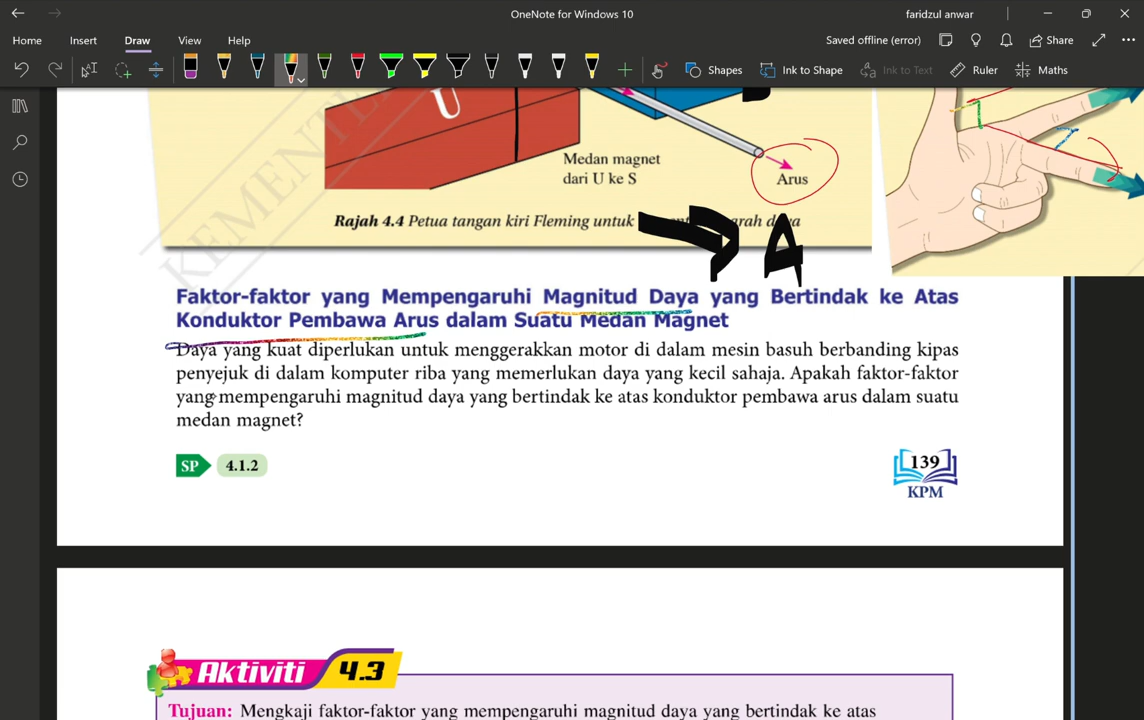 OneNote for Windows 10
faridzul anwar
Home Insert Draw View Help
Saved offline (error)
Share
Shapes
Ink to Shape
Ink to Text
Ruler
Maths
U
Medan magnet
dari U ke S
Arus
Rajah 4.4 Petua tangan kiri Fleming untuk
KEMENTE
A
Faktor-faktor yang Mempengaruhi Magnitud Daya yang Bertindak ke Atas
Konduktor Pembawa Arus dalam Suatu Medan Magnet
Daya yang kuat diperlukan untuk menggerakkan motor di dalam mesin basuh berbanding kipas
penyejuk di dalam komputer riba yang memerlukan daya yang kecil sahaja. Apakah faktor-faktor
yang mempengaruhi magnitud daya yang bertindak ke atas konduktor pembawa arus dalam suatu
medan magnet?
SP 4.1.2
139
KPM
Aktiviti 4.3
Tujuan: Mengkaji faktor-faktor yang mempengaruhi magnitud daya yang bertindak ke atas